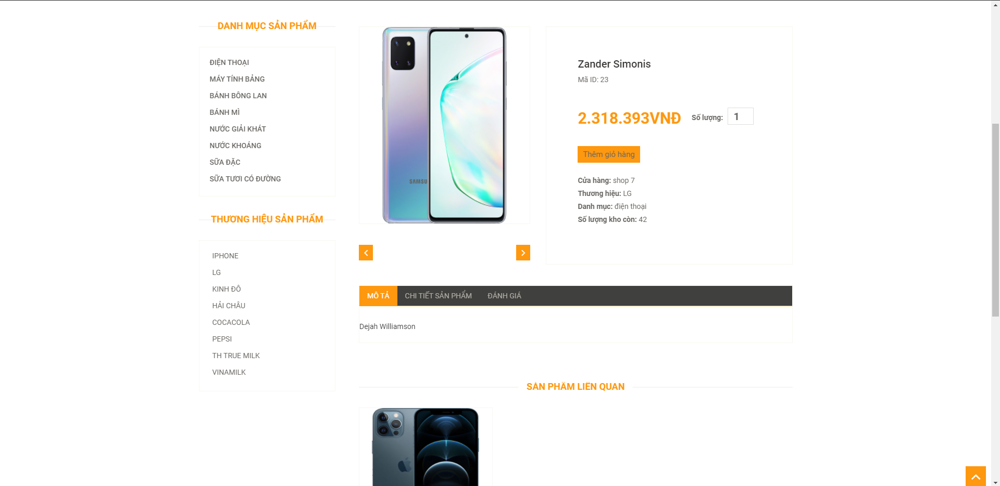 DANH MỤC SẢN PHẨM
ĐIỆN THOẠI
MÁY TÍNH BẢNG
BÁNH BÔNG LAN
BÁNH MÌ
NƯỚC GIẢI KHÁT
NƯỚC KHOÁNG
SỮA ĐẶC
SỮA TƯƠI CÓ ĐƯỜNG
THƯƠNG HIỆU SẢN PHẨM
IPHONE
LG
KINH ĐÔ
HẢI CHÂU
COCACOLA
PEPSI
TH TRUE MILK
VINAMILK
SAMSU
Zander Simonis
Mã ID: 23
2.318.393VNĐ Số lượng: 1
Thêm giỏ hàng
Cửa hàng: shop 7
Thương hiệu: LG
Danh mục: điện thoại
Số lượng kho còn: 42
MÔ TẢ CHI TIẾT SẢN PHẨM ĐÁNH GIÁ
Dejah Williamson
SẢN PHẨM LIÊN QUAN